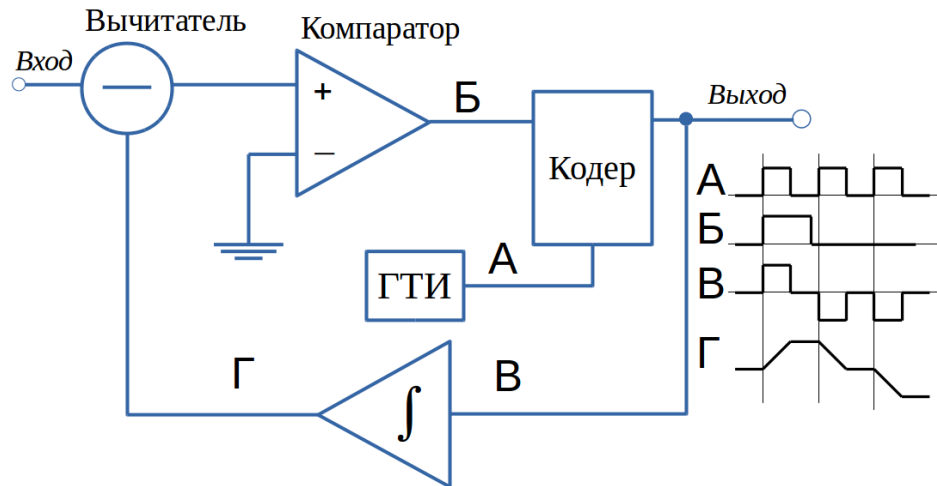 Вычитатель
Компаратор
Вход
+
−
Б
Выход
Кодер
А
ГТИ
Г
∫
В
А
Б
В
Г